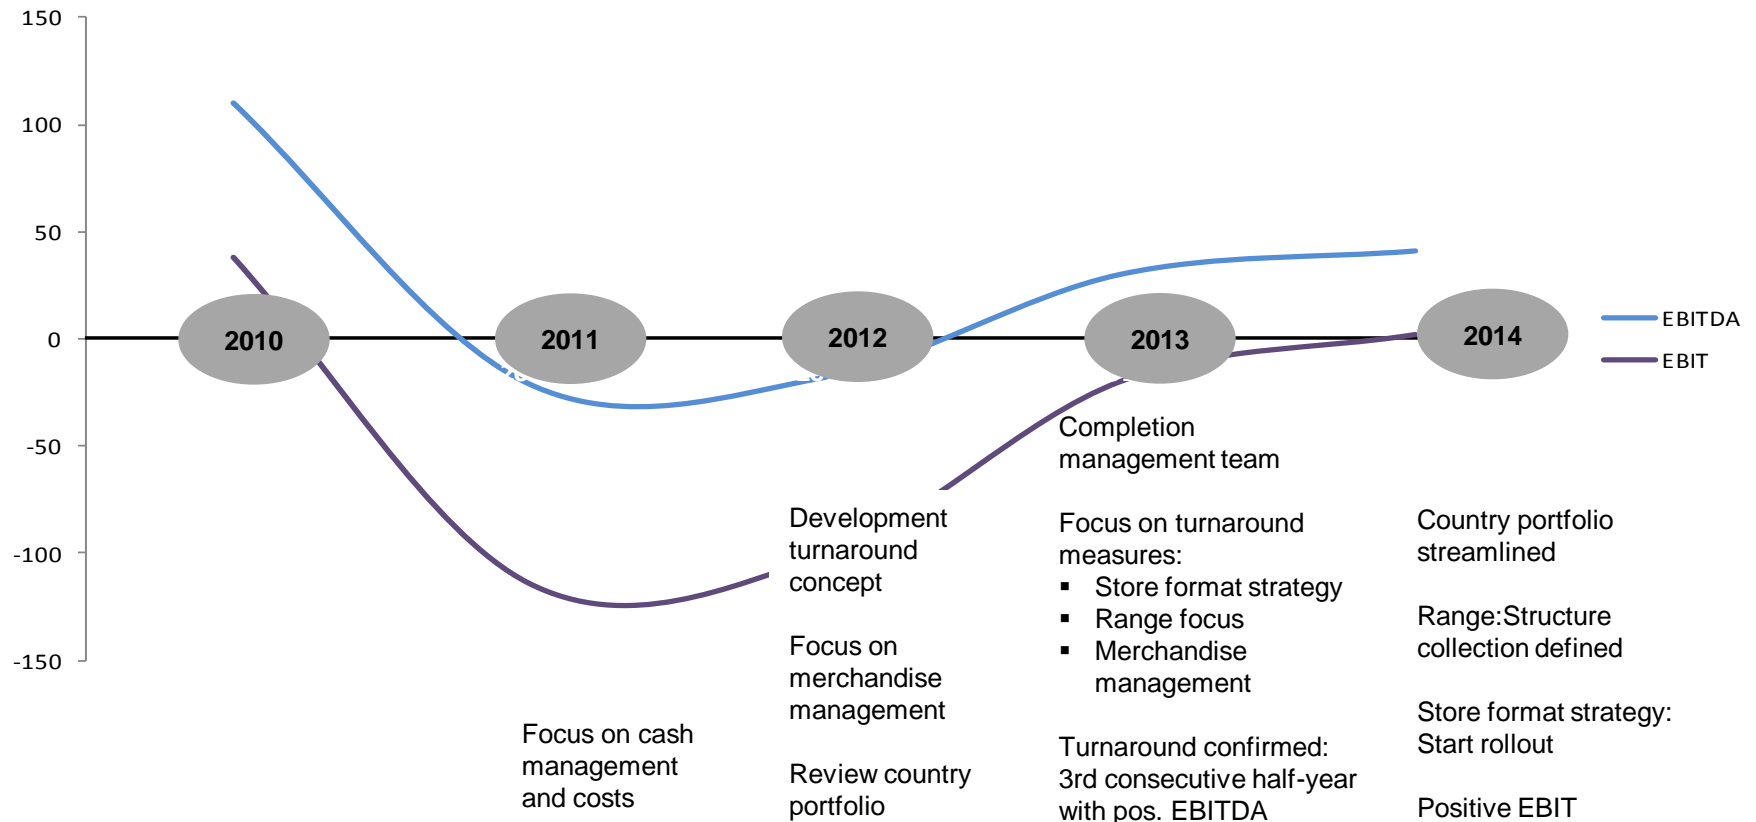 150
100
50
0
-50
-100
-150
2010
2011
2012
2013
2014
EBITDA
EBIT
Focus on cash
management
and costs
Development
turnaround
concept
Focus on
merchandise
management
Review country
portfolio
Completion
management team
Focus on turnaround
measures:
▪ Store format strategy
▪ Range focus
▪ Merchandise
management
Turnaround confirmed:
3rd consecutive half-year
with pos. EBITDA
Country portfolio
streamlined
Range:Structure
collection defined
Store format strategy:
Start rollout
Positive EBIT